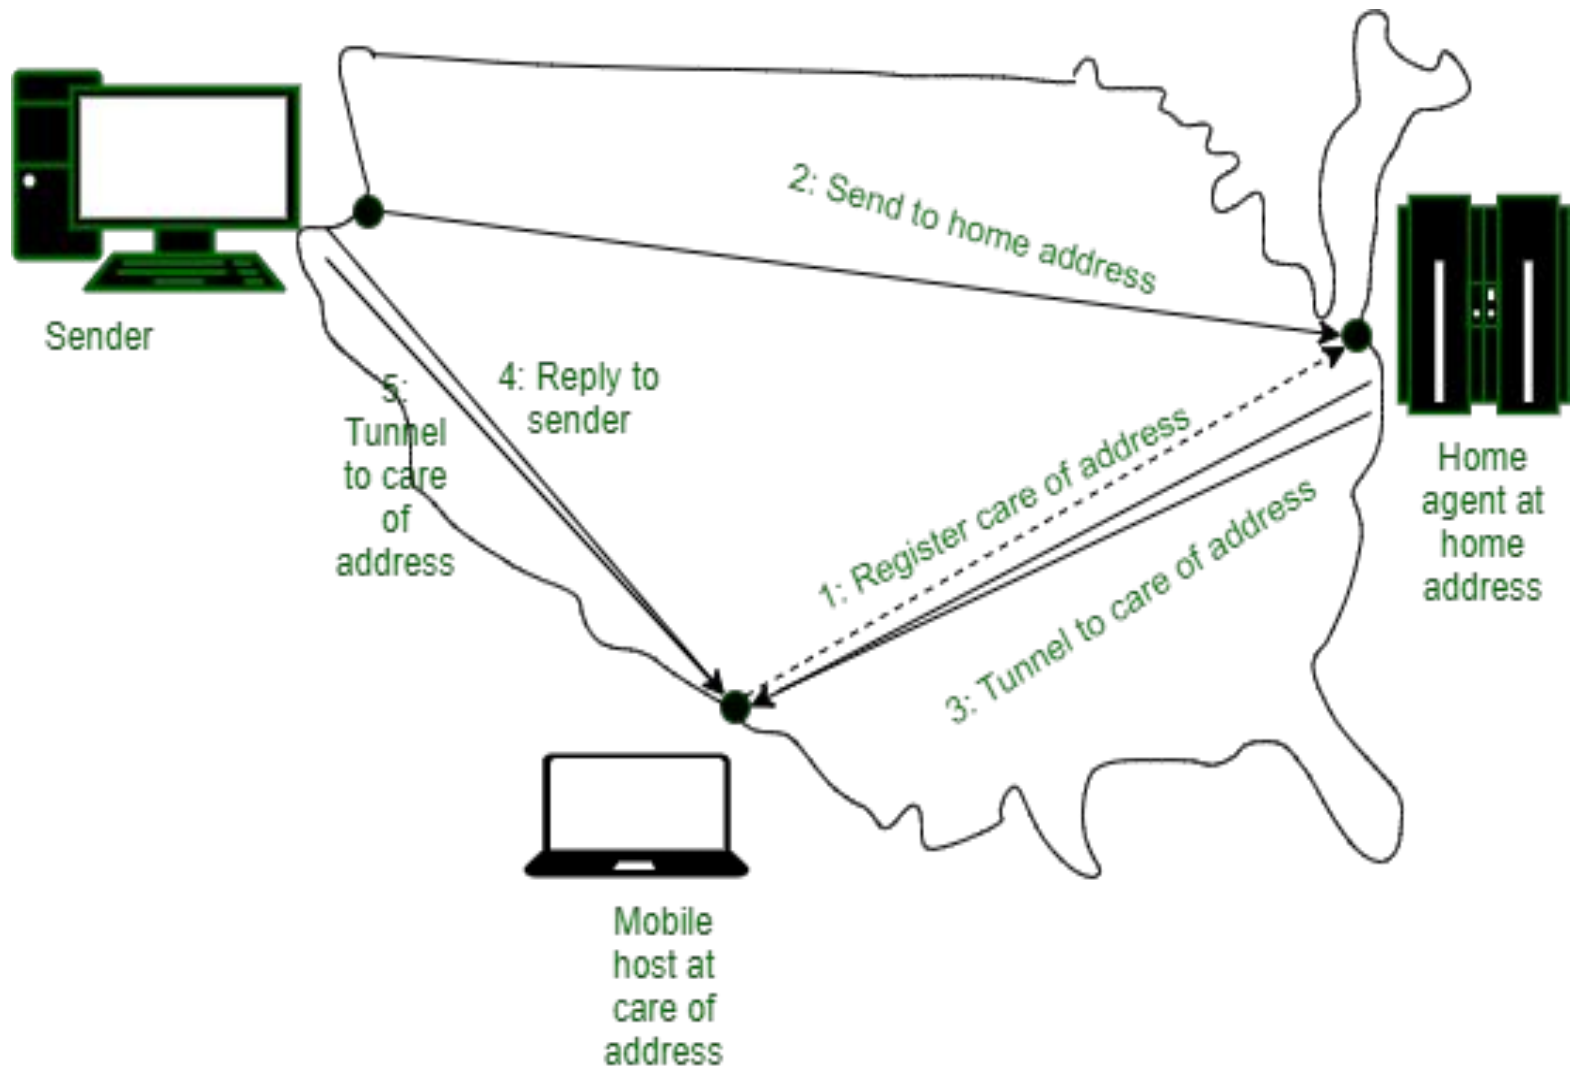 2: Send to home address
Sender
4: Reply to
sender
5:
Tunnel
to care
of
address
1: Register care of address
3: Tunnel to care of address
Home
agent at
home
address
Mobile
host at
care of
address